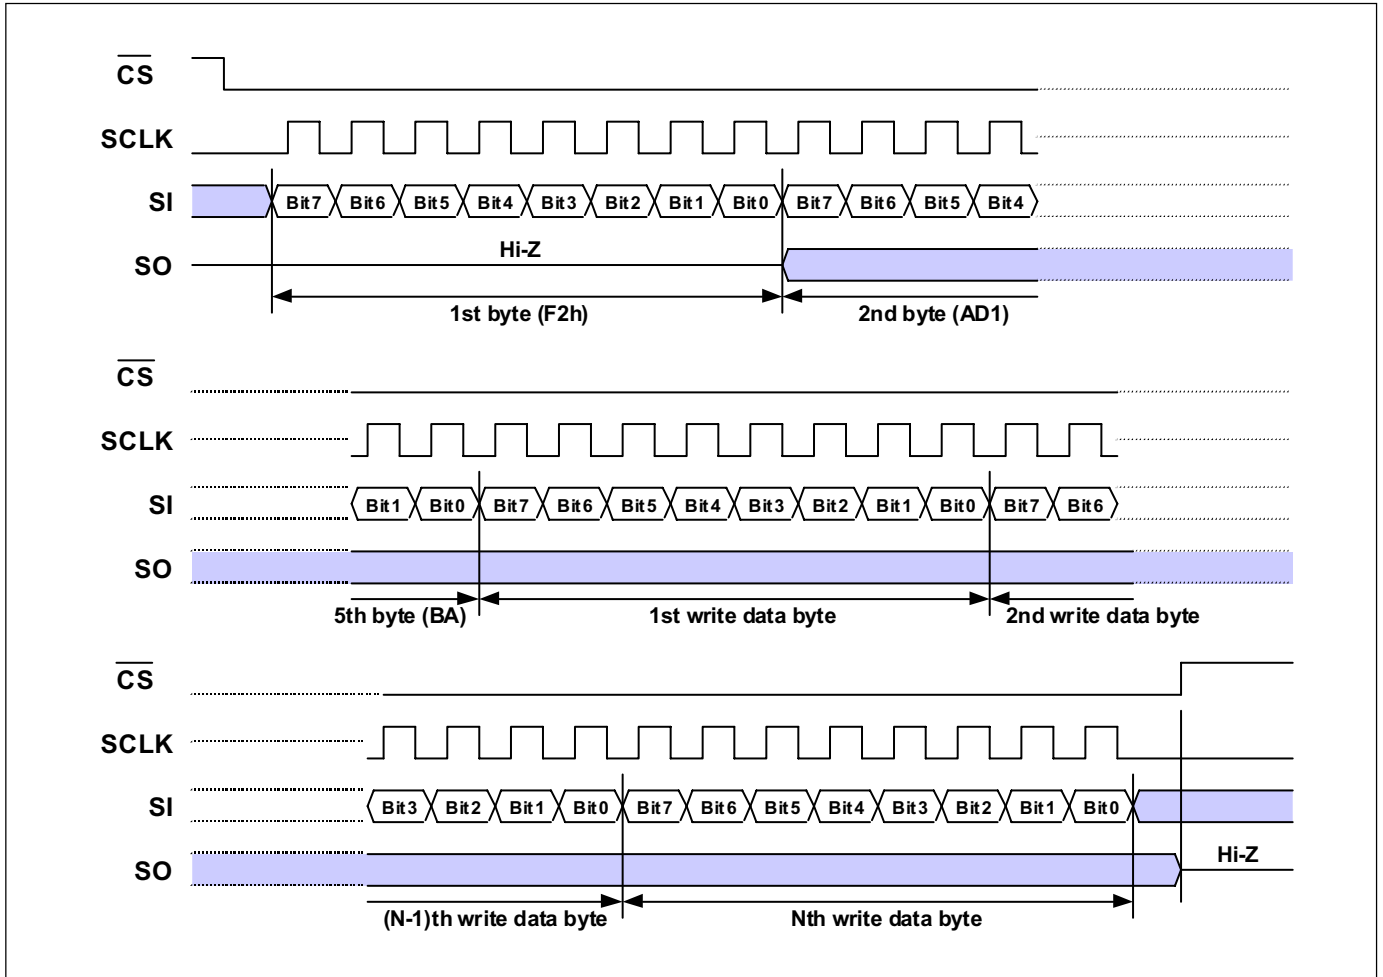 CS
SCLK
SI Bit7 Bit6 Bit5 Bit4 Bit3 Bit2 Bit1 Bit0 Bit7 Bit6 Bit5 Bit4
Hi-Z
SO
1st byte (F2h) 2nd byte (AD1)
CS
SCLK
SI Bit1 Bit0 Bit7 Bit6 Bit5 Bit4 Bit3 Bit2 Bit1 Bit0 Bit7 Bit6
SO
5th byte (BA) 1st write data byte 2nd write data byte
CS
SCLK
SI Bit3 Bit2 Bit1 Bit0 Bit7 Bit6 Bit5 Bit4 Bit3 Bit2 Bit1 Bit0
SO Hi-Z
(N-1)th write data byte Nth write data byte